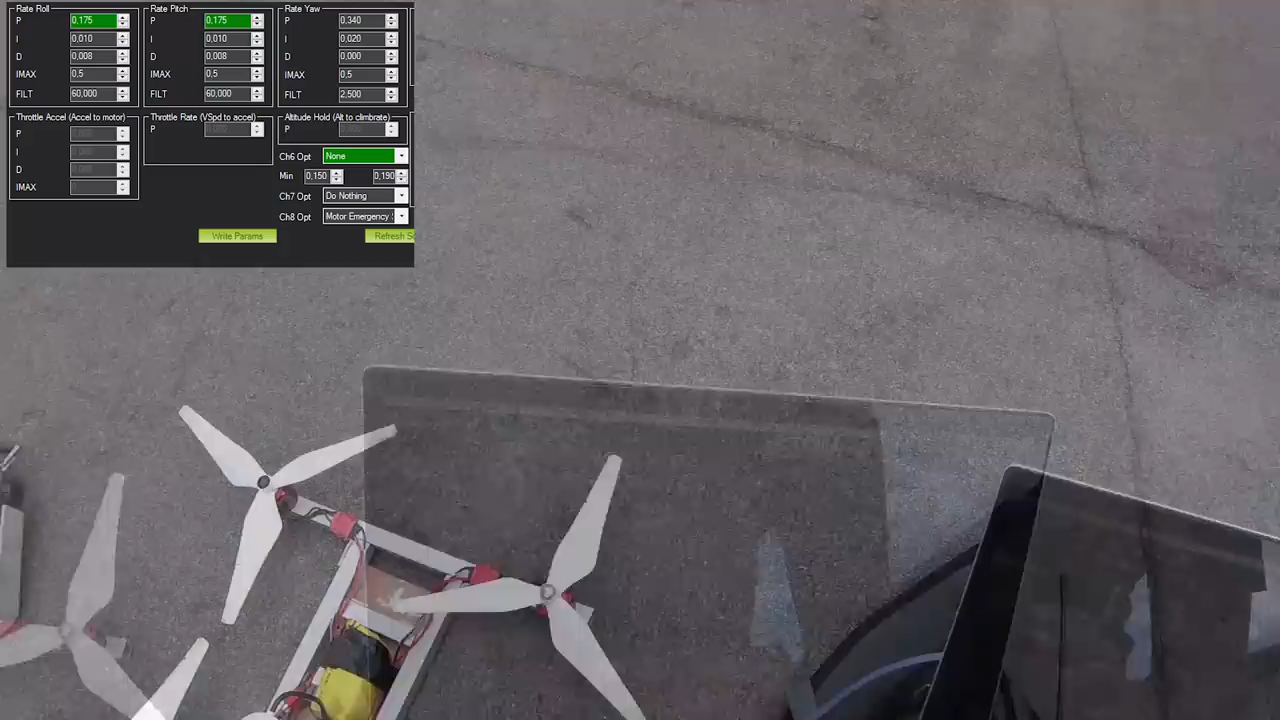 Rate Roll
P 0,175
I 0,010
D 0,008
IMAX 0,5
FILT 60,000
Rate Pitch
P 0,175
I 0,010
D 0,008
IMAX 0,5
FILT 60,000
Rate Yaw
P 0,340
I 0,020
D 0,000
IMAX 0,5
FILT 2,500
Throttle Accel (Accel to motor)
P
I
D
IMAX
Throttle Rate (VSpd to accel)
P
Altitude Hold (Alt to climbrate)
P
Ch6 Opt None
Min 0,150 0,190
Ch7 Opt Do Nothing
Ch8 Opt Motor Emergency
Write Params Refresh